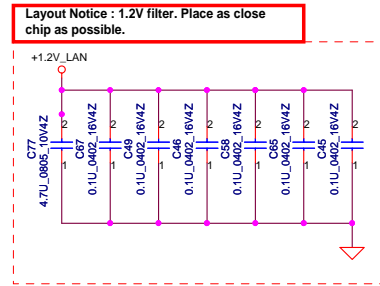 Layout Notice : 1.2V filter. Place as close
chip as possible.
+1.2V_LAN
C77
4.7U_0805_10V4Z
2
1
C67
0.1U_0402_16V4Z
2
1
C49
0.1U_0402_16V4Z
2
1
C46
0.1U_0402_16V4Z
2
1
C58
0.1U_0402_16V4Z
2
1
C65
0.1U_0402_16V4Z
2
1
C45
0.1U_0402_16V4Z
2
1